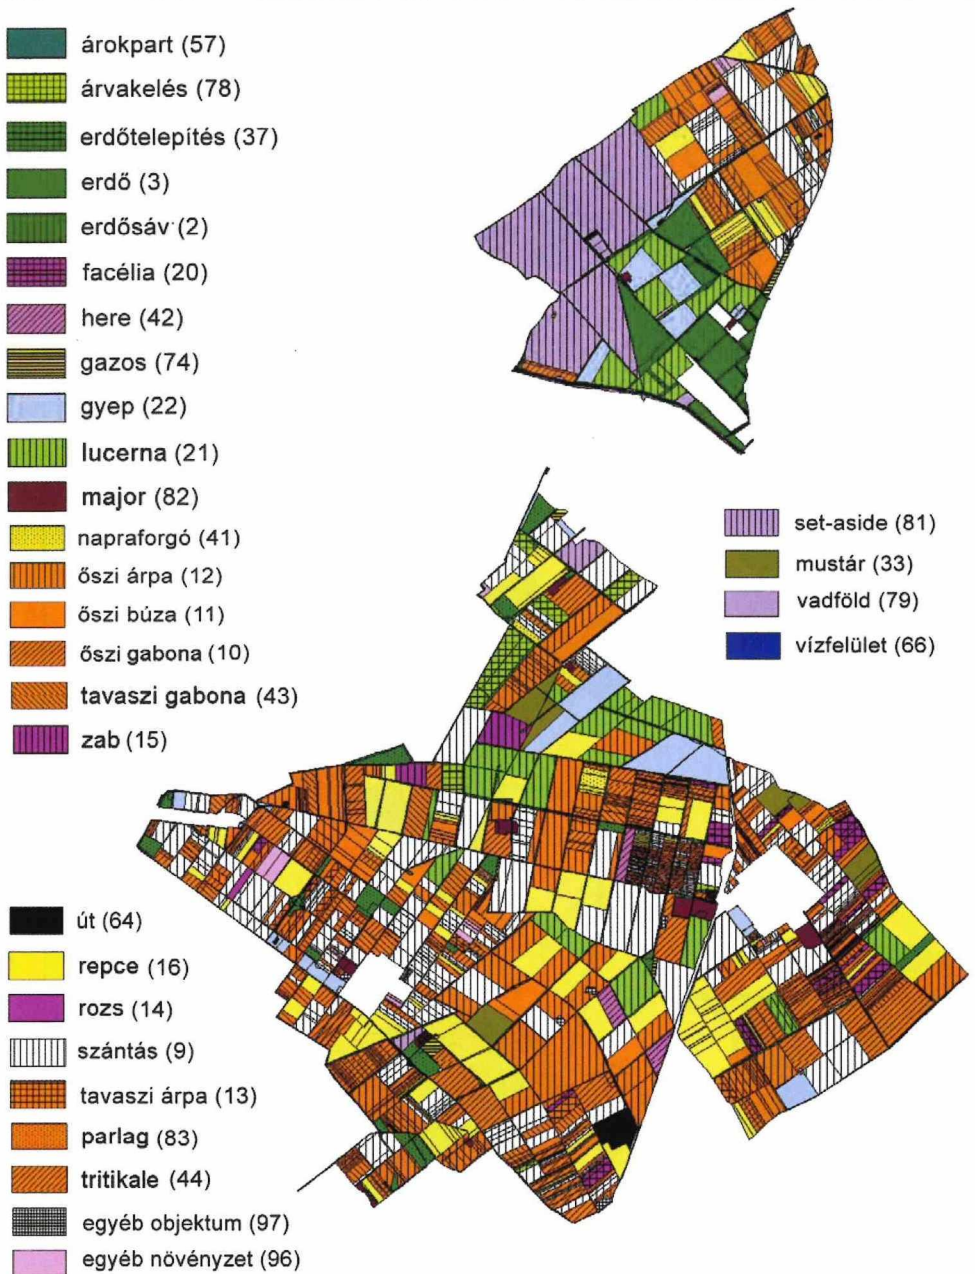 árokpart (57)
árvakelés (78)
erdőtelepítés (37)
erdő (3)
erdősáv (2)
facélia (20)
here (42)
gazos (74)
gyep (22)
lucerna (21)
major (82)
napraforgó (41)
őszi árpa (12)
őszi búza (11)
őszi gabona (10)
tavaszi gabona (43)
zab (15)
set-aside (81)
mustár (33)
vadföld (79)
vízfelület (66)
út (64)
repce (16)
rozs (14)
szántás (9)
tavaszi árpa (13)
parlag (83)
tritikale (44)
egyéb objektum (97)
egyéb növényzet (96)